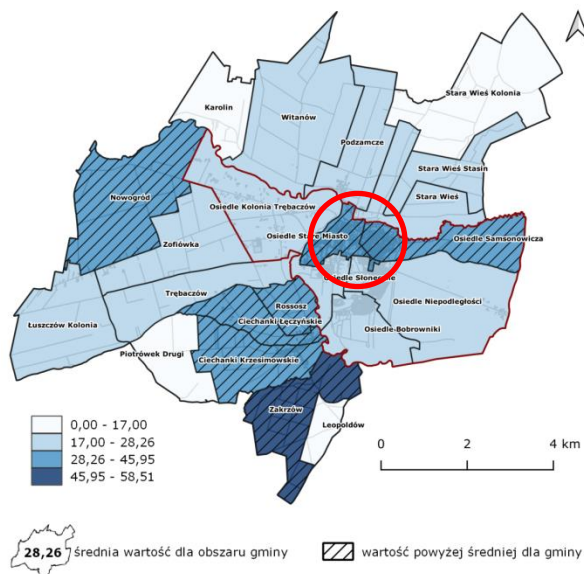 Stara Wieś Kolonia
Karolin
Witanów
Podzamcze
Stara Wieś Stasin
Nowogród
Stara Wieś
Osiedle Kolonia Trębaczów
Osiedle Stare Miasto
Osiedle Samsonowicza
Zofiówka
Osiedle Słoneczne
Trębaczów
Osiedle Niepodległości
Rossosz
Łuszczów Kolonia
Ciechanki Łęczyńskie
Osiedle Bobrowniki
Piotrówek Drugi
Ciechanki Krzesimowskie
Zakrzów
Leopoldów
0,00 - 17,00
17,00 - 28,26
28,26 - 45,95
45,95 - 58,51
0 2 4 km
28,26 średnia wartość dla obszaru gminy
wartość powyżej średniej dla gminy